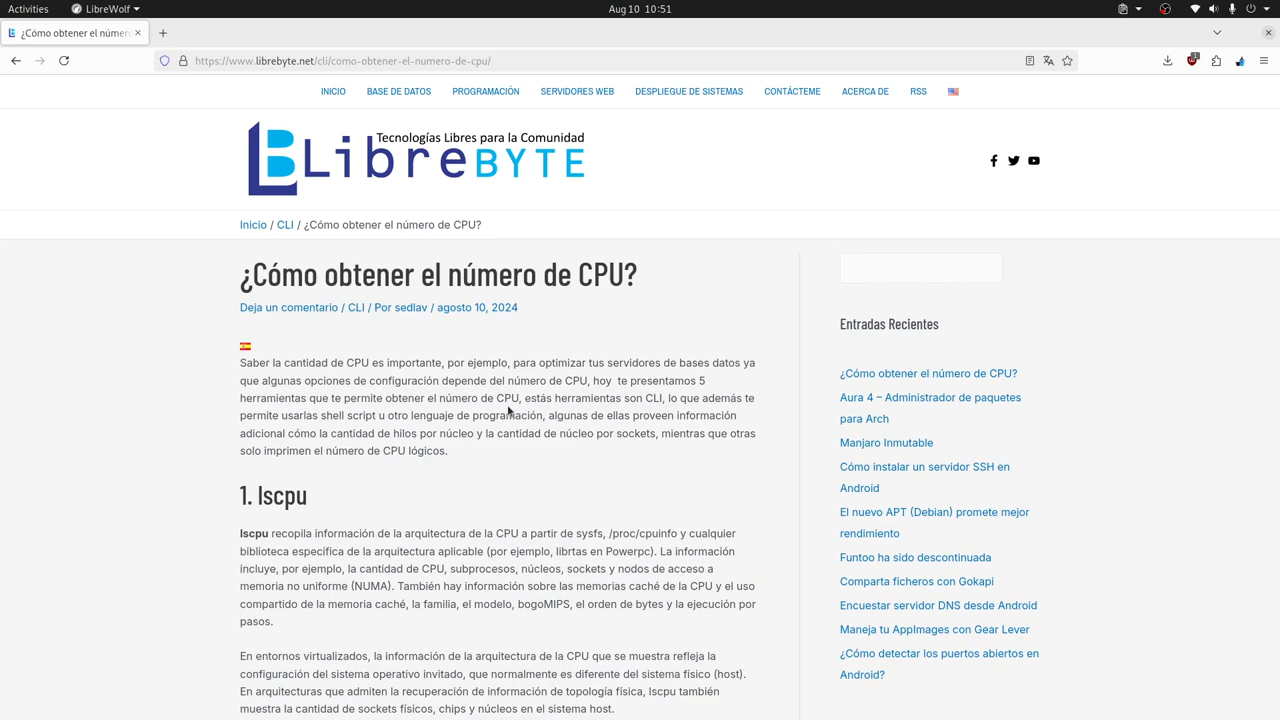 Activities
LibreWolf
Aug 10 10:51
¿Cómo obtener el númer
https://www.librebyte.net/cli/como-obtener-el-numero-de-cpu/
INICIO BASE DE DATOS PROGRAMACIÓN SERVIDORES WEB DESPLIEGUE DE SISTEMAS CONTÁCTEME ACERCA DE RSS
Tecnologías Libres para la Comunidad
LibreBYTE
Inicio / CLI / ¿Cómo obtener el número de CPU?
¿Cómo obtener el número de CPU?
Deja un comentario / CLI / Por sedlav / agosto 10, 2024
Saber la cantidad de CPU es importante, por ejemplo, para optimizar tus servidores de bases datos ya
que algunas opciones de configuración depende del número de CPU, hoy te presentamos 5
herramientas que te permite obtener el número de CPU, estás herramientas son CLI, lo que además te
permite usarlas shell script u otro lenguaje de programación, algunas de ellas proveen información
adicional cómo la cantidad de hilos por núcleo y la cantidad de núcleo por sockets, mientras que otras
solo imprimen el número de CPU lógicos.
1. lscpu
lscpu recopila información de la arquitectura de la CPU a partir de sysfs, /proc/cpuinfo y cualquier
biblioteca específica de la arquitectura aplicable (por ejemplo, librtas en Powerpc). La información
incluye, por ejemplo, la cantidad de CPU, subprocesos, núcleos, sockets y nodos de acceso a
memoria no uniforme (NUMA). También hay información sobre las memorias caché de la CPU y el uso
compartido de la memoria caché, la familia, el modelo, bogoMIPS, el orden de bytes y la ejecución por
pasos.
En entornos virtualizados, la información de la arquitectura de la CPU que se muestra refleja la
configuración del sistema operativo invitado, que normalmente es diferente del sistema físico (host).
En arquitecturas que admiten la recuperación de información de topología física, lscpu también
muestra la cantidad de sockets físicos, chips y núcleos en el sistema host.
Entradas Recientes
¿Cómo obtener el número de CPU?
Aura 4 – Administrador de paquetes
para Arch
Manjaro Inmutable
Cómo instalar un servidor SSH en
Android
El nuevo APT (Debian) promete mejor
rendimiento
Funtoo ha sido descontinuada
Comparta ficheros con Gokapi
Encuestar servidor DNS desde Android
Maneja tu AppImages con Gear Lever
¿Cómo detectar los puertos abiertos en
Android?